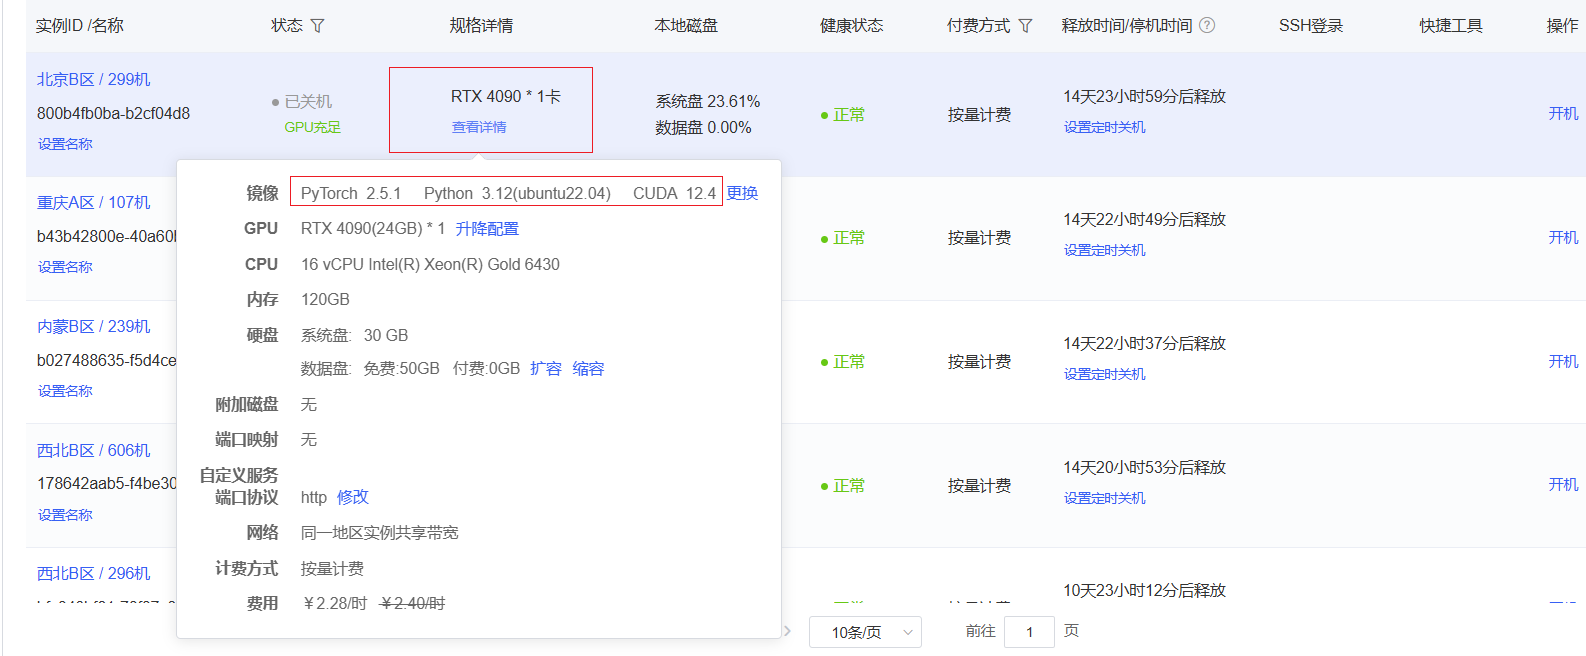 实例ID /名称 状态 规格详情 本地磁盘 健康状态 付费方式 释放时间/停机时间 SSH登录 快捷工具 操作
北京B区 / 299机
800b4fb0ba-b2cf04d8
设置名称
已关机
GPU充足
RTX 4090 * 1卡
查看详情
系统盘 23.61%
数据盘 0.00%
正常
按量计费
14天23小时59分后释放
设置定时关机
开机
重庆A区 / 107机
设置名称
正常
按量计费
14天22小时49分后释放
设置定时关机
开机
内蒙B区 / 239机
b027488635-f5d4ce
设置名称
正常
按量计费
14天22小时37分后释放
设置定时关机
开机
西北B区 / 606机
178642aab5-f4be30
设置名称
正常
按量计费
14天20小时53分后释放
设置定时关机
开机
西北B区 / 296机
10天23小时12分后释放
镜像 PyTorch 2.5.1 Python 3.12(ubuntu22.04) CUDA 12.4 更换
GPU RTX 4090(24GB) * 1 升降配置
CPU 16 vCPU Intel(R) Xeon(R) Gold 6430
内存 120GB
硬盘 系统盘: 30 GB
数据盘: 免费:50GB 付费:0GB 扩容 缩容
附加磁盘 无
端口映射 无
自定义服务
端口协议 http 修改
网络 同一地区实例共享带宽
计费方式 按量计费
费用 ￥2.28/时 ￥2.40/时
10条/页 前往 1 页